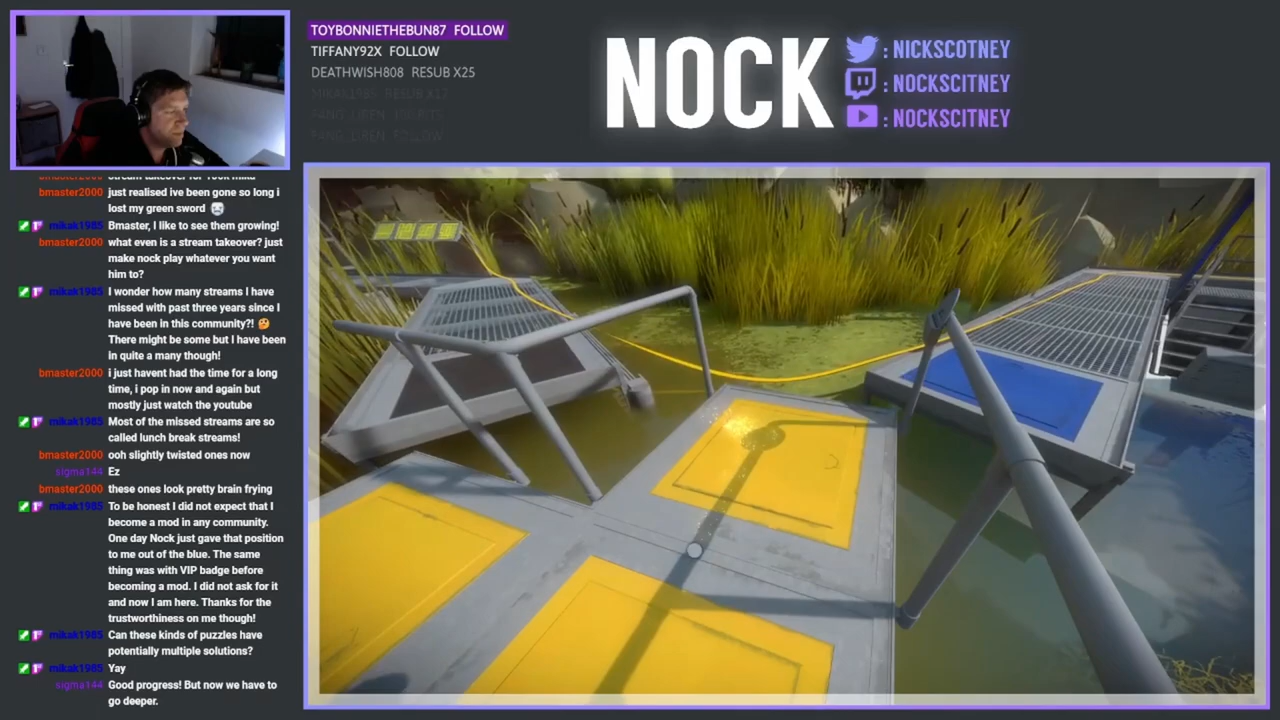 TOYBONNIETHEBUN87 FOLLOW
TIFFANY92X FOLLOW
DEATHWISH808 RESUB X25
MIKAK1985 RESUB X17
NOCK
: NICKSCOTNEY
: NOCKSCITNEY
: NOCKSCITNEY
bmaster2000 just realised ive been gone so long i
lost my green sword
mikak1985 Bmaster, I like to see them growing!
bmaster2000 what even is a stream takeover? just
make nock play whatever you want
him to?
mikak1985 I wonder how many streams I have
missed with past three years since I
have been in this community?!
There might be some but I have been
in quite a many though!
bmaster2000 i just havent had the time for a long
time, i pop in now and again but
mostly just watch the youtube
mikak1985 Most of the missed streams are so
called lunch break streams!
bmaster2000 ooh slightly twisted ones now
sigma144 Ez
bmaster2000 these ones look pretty brain frying
mikak1985 To be honest I did not expect that I
become a mod in any community.
One day Nock just gave that position
to me out of the blue. The same
thing was with VIP badge before
becoming a mod. I did not ask for it
and now I am here. Thanks for the
trustworthiness on me though!
mikak1985 Can these kinds of puzzles have
potentially multiple solutions?
mikak1985 Yay
sigma144 Good progress! But now we have to
go deeper.